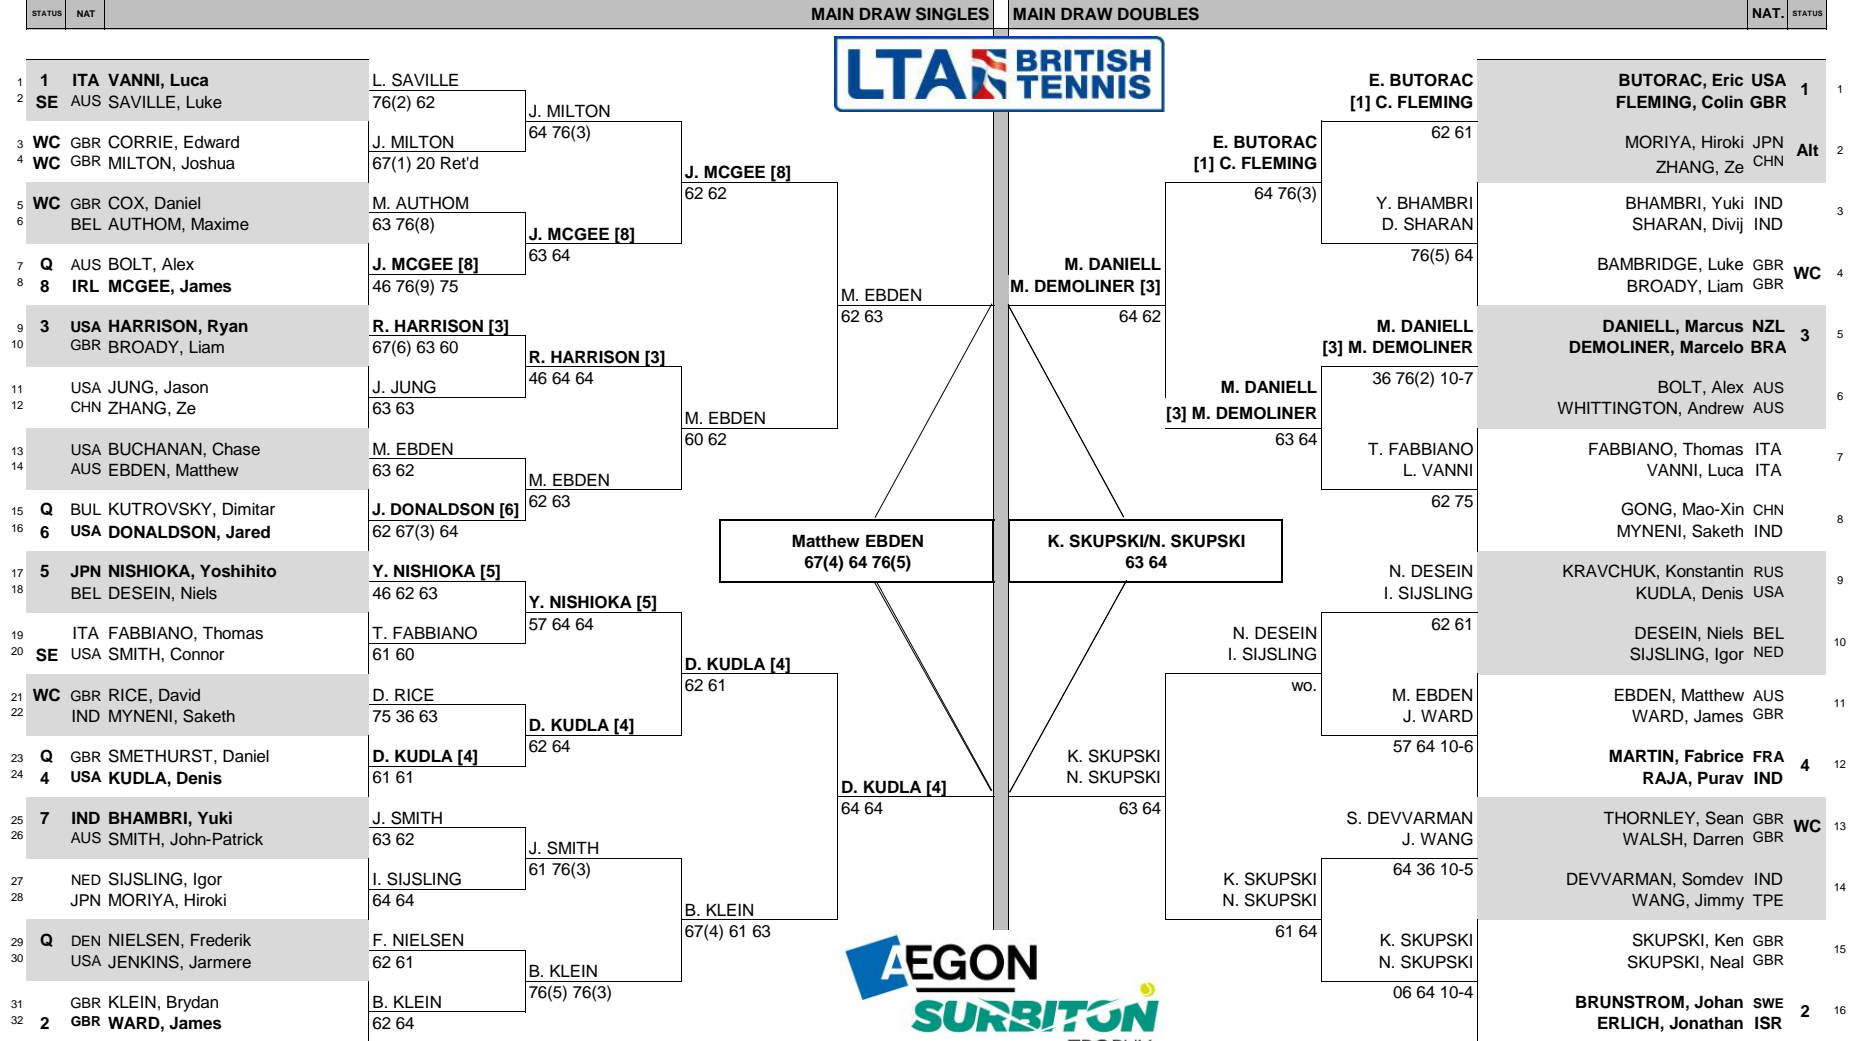 STATUS NAT MAIN DRAW SINGLES MAIN DRAW DOUBLES NAT. STATUS
LTA BRITISH TENNIS
1 1 ITA VANNI, Luca
2 SE AUS SAVILLE, Luke
3 WC GBR CORRIE, Edward
4 WC GBR MILTON, Joshua
5 WC GBR COX, Daniel
6 BEL AUTHOM, Maxime
7 Q AUS BOLT, Alex
8 8 IRL MCGEE, James
9 3 USA HARRISON, Ryan
10 GBR BROADY, Liam
11 USA JUNG, Jason
12 CHN ZHANG, Ze
13 USA BUCHANAN, Chase
14 AUS EBDEN, Matthew
15 Q BUL KUTROVSKY, Dimitar
16 6 USA DONALDSON, Jared
17 5 JPN NISHIOKA, Yoshihito
18 BEL DESEIN, Niels
19 ITA FABBIANO, Thomas
20 SE USA SMITH, Connor
21 WC GBR RICE, David
22 IND MYNENI, Saketh
23 Q GBR SMETHURST, Daniel
24 4 USA KUDLA, Denis
25 7 IND BHAMBRI, Yuki
26 AUS SMITH, John-Patrick
27 NED SIJSLING, Igor
28 JPN MORIYA, Hiroki
29 Q DEN NIELSEN, Frederik
30 USA JENKINS, Jarmere
31 GBR KLEIN, Brydan
32 2 GBR WARD, James
L. SAVILLE
76(2) 62
J. MILTON
67(1) 20 Ret'd
M. AUTHOM
63 76(8)
J. MCGEE [8]
46 76(9) 75
R. HARRISON [3]
67(6) 63 60
J. JUNG
63 63
M. EBDEN
63 62
J. DONALDSON [6]
62 67(3) 64
Y. NISHIOKA [5]
46 62 63
T. FABBIANO
61 60
D. RICE
75 36 63
D. KUDLA [4]
61 61
J. SMITH
63 62
I. SIJSLING
64 64
F. NIELSEN
62 61
B. KLEIN
62 64
J. MILTON
64 76(3)
J. MCGEE [8]
63 64
R. HARRISON [3]
46 64 64
M. EBDEN
62 63
Y. NISHIOKA [5]
57 64 64
D. KUDLA [4]
62 64
J. SMITH
61 76(3)
B. KLEIN
76(5) 76(3)
J. MCGEE [8]
62 62
M. EBDEN
60 62
D. KUDLA [4]
62 61
B. KLEIN
67(4) 61 63
M. EBDEN
62 63
D. KUDLA [4]
64 64
Matthew EBDEN
67(4) 64 76(5)
K. SKUPSKI/N. SKUPSKI
63 64
M. DANIELL
M. DEMOLINER [3]
64 62
K. SKUPSKI
N. SKUPSKI
63 64
E. BUTORAC
[1] C. FLEMING
64 76(3)
M. DANIELL
[3] M. DEMOLINER
63 64
N. DESEIN
I. SIJSLING
wo.
K. SKUPSKI
N. SKUPSKI
61 64
E. BUTORAC
[1] C. FLEMING
62 61
Y. BHAMBRI
D. SHARAN
76(5) 64
M. DANIELL
[3] M. DEMOLINER
36 76(2) 10-7
T. FABBIANO
L. VANNI
62 75
N. DESEIN
I. SIJSLING
62 61
M. EBDEN
J. WARD
57 64 10-6
S. DEVVARMAN
J. WANG
64 36 10-5
K. SKUPSKI
N. SKUPSKI
06 64 10-4
BUTORAC, Eric USA 1 1
FLEMING, Colin GBR
MORIYA, Hiroki JPN Alt 2
ZHANG, Ze CHN
BHAMBRI, Yuki IND 3
SHARAN, Divij IND
BAMBRIDGE, Luke GBR WC 4
BROADY, Liam GBR
DANIELL, Marcus NZL 3 5
DEMOLINER, Marcelo BRA
BOLT, Alex AUS 6
WHITTINGTON, Andrew AUS
FABBIANO, Thomas ITA 7
VANNI, Luca ITA
GONG, Mao-Xin CHN 8
MYNENI, Saketh IND
KRAVCHUK, Konstantin RUS 9
KUDLA, Denis USA
DESEIN, Niels BEL 10
SIJSLING, Igor NED
EBDEN, Matthew AUS 11
WARD, James GBR
MARTIN, Fabrice FRA 4 12
RAJA, Purav IND
THORNLEY, Sean GBR WC 13
WALSH, Darren GBR
DEVVARMAN, Somdev IND 14
WANG, Jimmy TPE
SKUPSKI, Ken GBR 15
SKUPSKI, Neal GBR
BRUNSTROM, Johan SWE 2 16
ERLICH, Jonathan ISR
AEGON
SURBITON